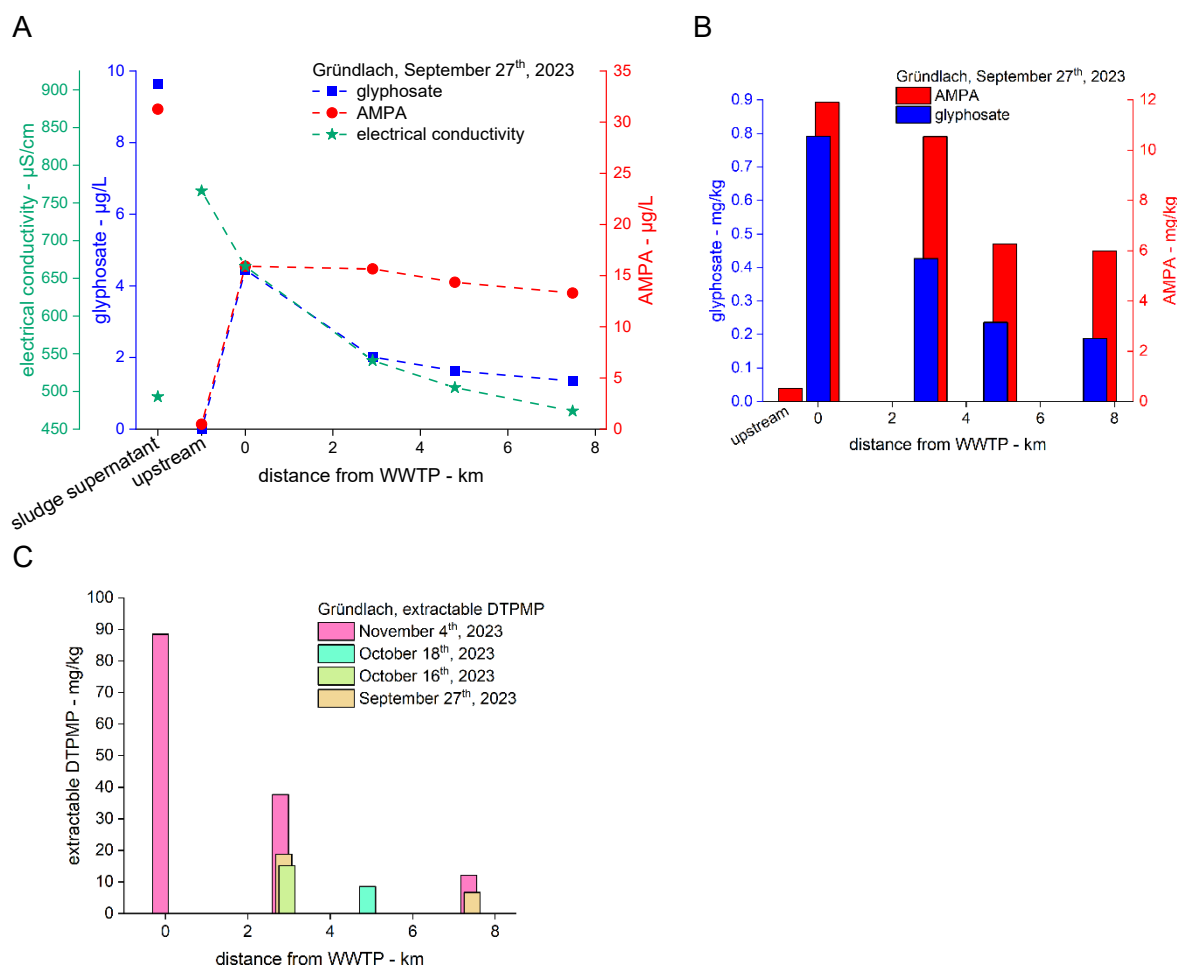 A
Gründlach, September 27th, 2023
glyphosate
AMPA
electrical conductivity
electrical conductivity - µS/cm
900
850
800
750
700
650
600
550
500
450
glyphosate - µg/L
10
8
6
4
2
0
AMPA - µg/L
35
30
25
20
15
10
5
0
sludge supernatant
upstream
0 2 4 6 8
distance from WWTP - km
B
Gründlach, September 27th, 2023
AMPA
glyphosate
glyphosate - mg/kg
0.9
0.8
0.7
0.6
0.5
0.4
0.3
0.2
0.1
0.0
AMPA - mg/kg
12
10
8
6
4
2
0
upstream
0 2 4 6 8
distance from WWTP - km
C
Gründlach, extractable DTPMP
November 4th, 2023
October 18th, 2023
October 16th, 2023
September 27th, 2023
extractable DTPMP - mg/kg
100
90
80
70
60
50
40
30
20
10
0
0 2 4 6 8
distance from WWTP - km